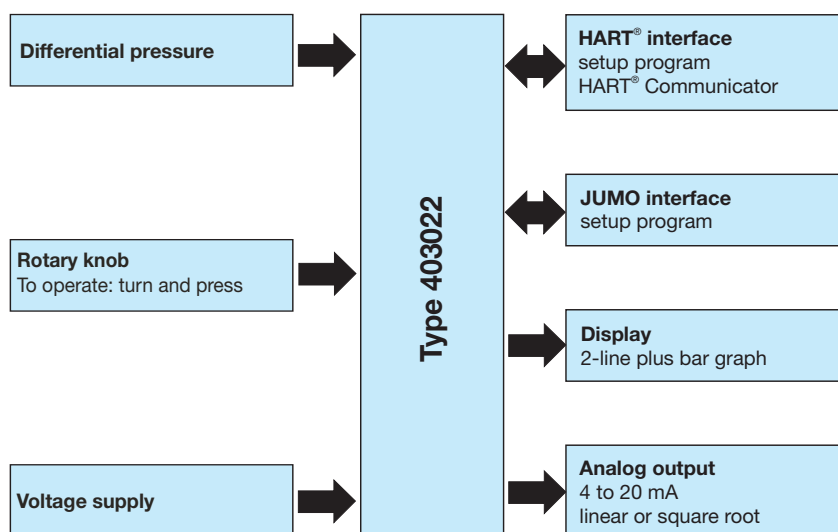 Differential pressure
Rotary knob
To operate: turn and press
Voltage supply
Type 403022
HART® interface
setup program
HART® Communicator
JUMO interface
setup program
Display
2-line plus bar graph
Analog output
4 to 20 mA
linear or square root